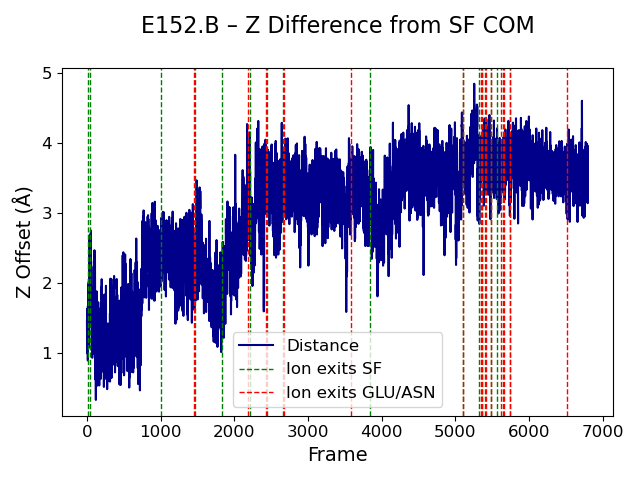 E152.B – Z Difference from SF COM
5
4
3
2
1
Z Offset (Å)
Distance
Ion exits SF
Ion exits GLU/ASN
0 1000 2000 3000 4000 5000 6000 7000
Frame